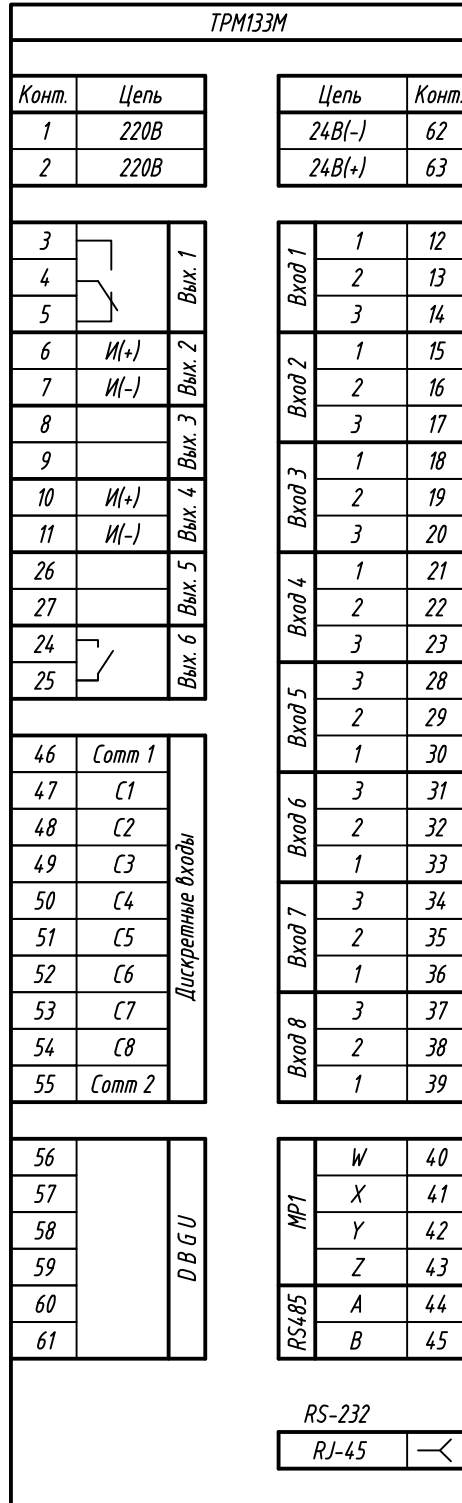 ТРМ133М
Конт. Цепь Цепь Конт.
1 220В 24В(-) 62
2 220В 24В(+) 63
3 Вых. 1 Вход 1 1 12
4 2 13
5 3 14
6 И(+) Вых. 2 Вход 2 1 15
7 И(-) 2 16
8 Вых. 3 3 17
9 Вход 3 1 18
10 И(+) Вых. 4 2 19
11 И(-) 3 20
26 Вых. 5 Вход 4 1 21
27 2 22
24 Вых. 6 3 23
25 Вход 5 3 28
2 29
46 Comm 1 Дискретные входы 1 30
47 C1 Вход 6 3 31
48 C2 2 32
49 C3 1 33
50 C4 Вход 7 3 34
51 C5 2 35
52 C6 1 36
53 C7 Вход 8 3 37
54 C8 2 38
55 Comm 2 1 39
56 D B G U MP1 W 40
57 X 41
58 Y 42
59 Z 43
60 RS485 A 44
61 B 45
RS-232
RJ-45